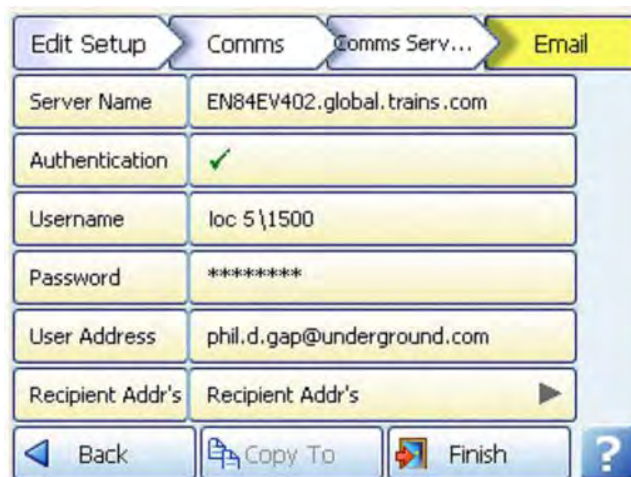 Edit Setup Comms Comms Serv... Email
Server Name EN84EV402.global.trains.com
Authentication ✓
Username loc 5\1500
Password ********
User Address phil.d.gap@underground.com
Recipient Addr's Recipient Addr's
Back Copy To Finish ?